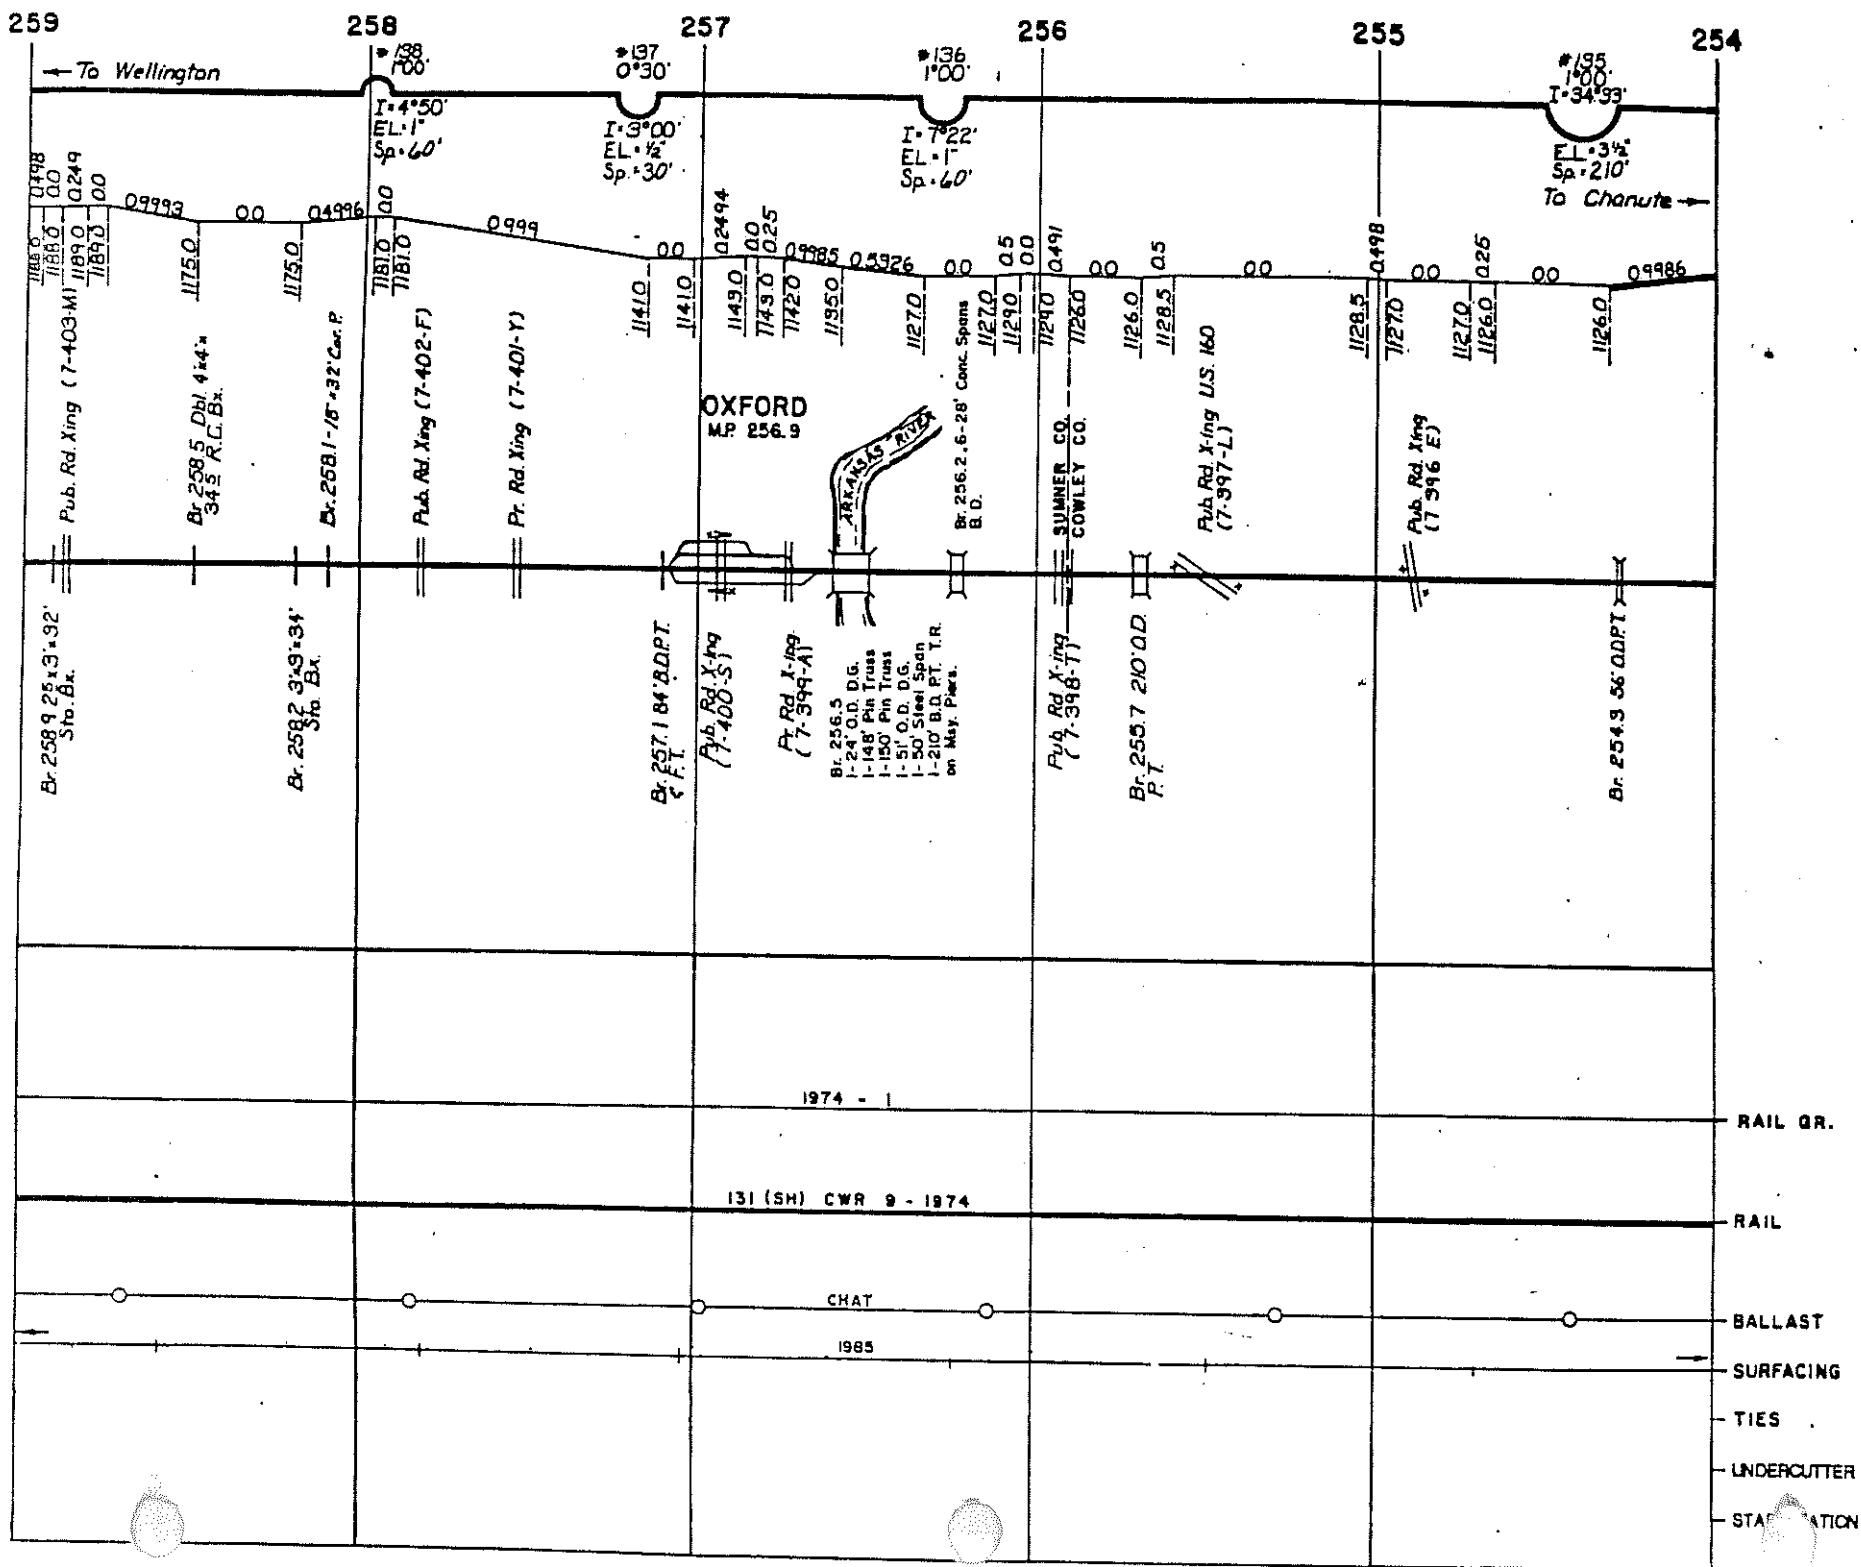 259
258
257
256
255
254
← To Wellington
#138
1°00'
I=4°50'
EL=1"
Sp.=60'
#137
0°30'
I=3°00'
EL=½"
Sp.=30'
#136
1°00'
I=7°22'
EL=1"
Sp.=60'
#135
1°00'
I=34°33'
EL=3½"
Sp.=210'
To Chanute →
0.498
0.0
0.249
0.0
0.9993
0.0
0.4996
0.0
0.999
0.0
0.2494
0.0
0.25
0.9985
0.5326
0.0
0.5
0.0
0.491
0.0
0.5
0.0
0.498
0.0
0.25
0.0
0.9986
1188.0
1189.0
1189.0
1175.0
1175.0
1181.0
1181.0
1141.0
1141.0
1143.0
1143.0
1142.0
1135.0
1127.0
1127.0
1129.0
1129.0
1126.0
1126.0
1128.5
1128.5
1127.0
1127.0
1126.0
1126.0
Pub. Rd. Xing (7-403-M)
Br. 258.5 Dbl. 4'x4'x
34.5 R.C. Bx.
Br. 258.1-18"x32' Cor. P.
Pub. Rd. Xing (7-402-F)
Pr. Rd. Xing (7-401-Y)
OXFORD
M.P. 256.9
ARKANSAS RIVER
Br. 256.2, 6-28' Conc. Spans
B.D.
SUMNER CO.
COWLEY CO.
Pub. Rd. X-ing U.S. 160
(7-397-L)
Pub. Rd. Xing
(7 396 E)
Br. 258.9 2.5 x 3' x 32'
Sto. Bx.
Br. 258.2 3'x3'x34'
Sto. Bx.
Br. 257.1 84' B.D.P.T.
& F.T.
Pub. Rd. X-ing
(7-400-S)
Pr. Rd. X-ing
(7-399-A)
Br. 256.5
1-24' O.D. D.G.
1-148' Pin Truss
1-150' Pin Truss
1-51' O.D. D.G.
1-50' Steel Span
1-210' B.D. P.T. T.R.
on Msy. Piers.
Pub. Rd. X-ing
(7-398-T)
Br. 255.7 210' O.D.
P.T.
Br. 254.3 56' O.D.P.T.
1974 - 1
RAIL GR.
131 (SH) CWR 9 - 1974
RAIL
CHAT
BALLAST
1985
SURFACING
TIES
UNDERCUTTER